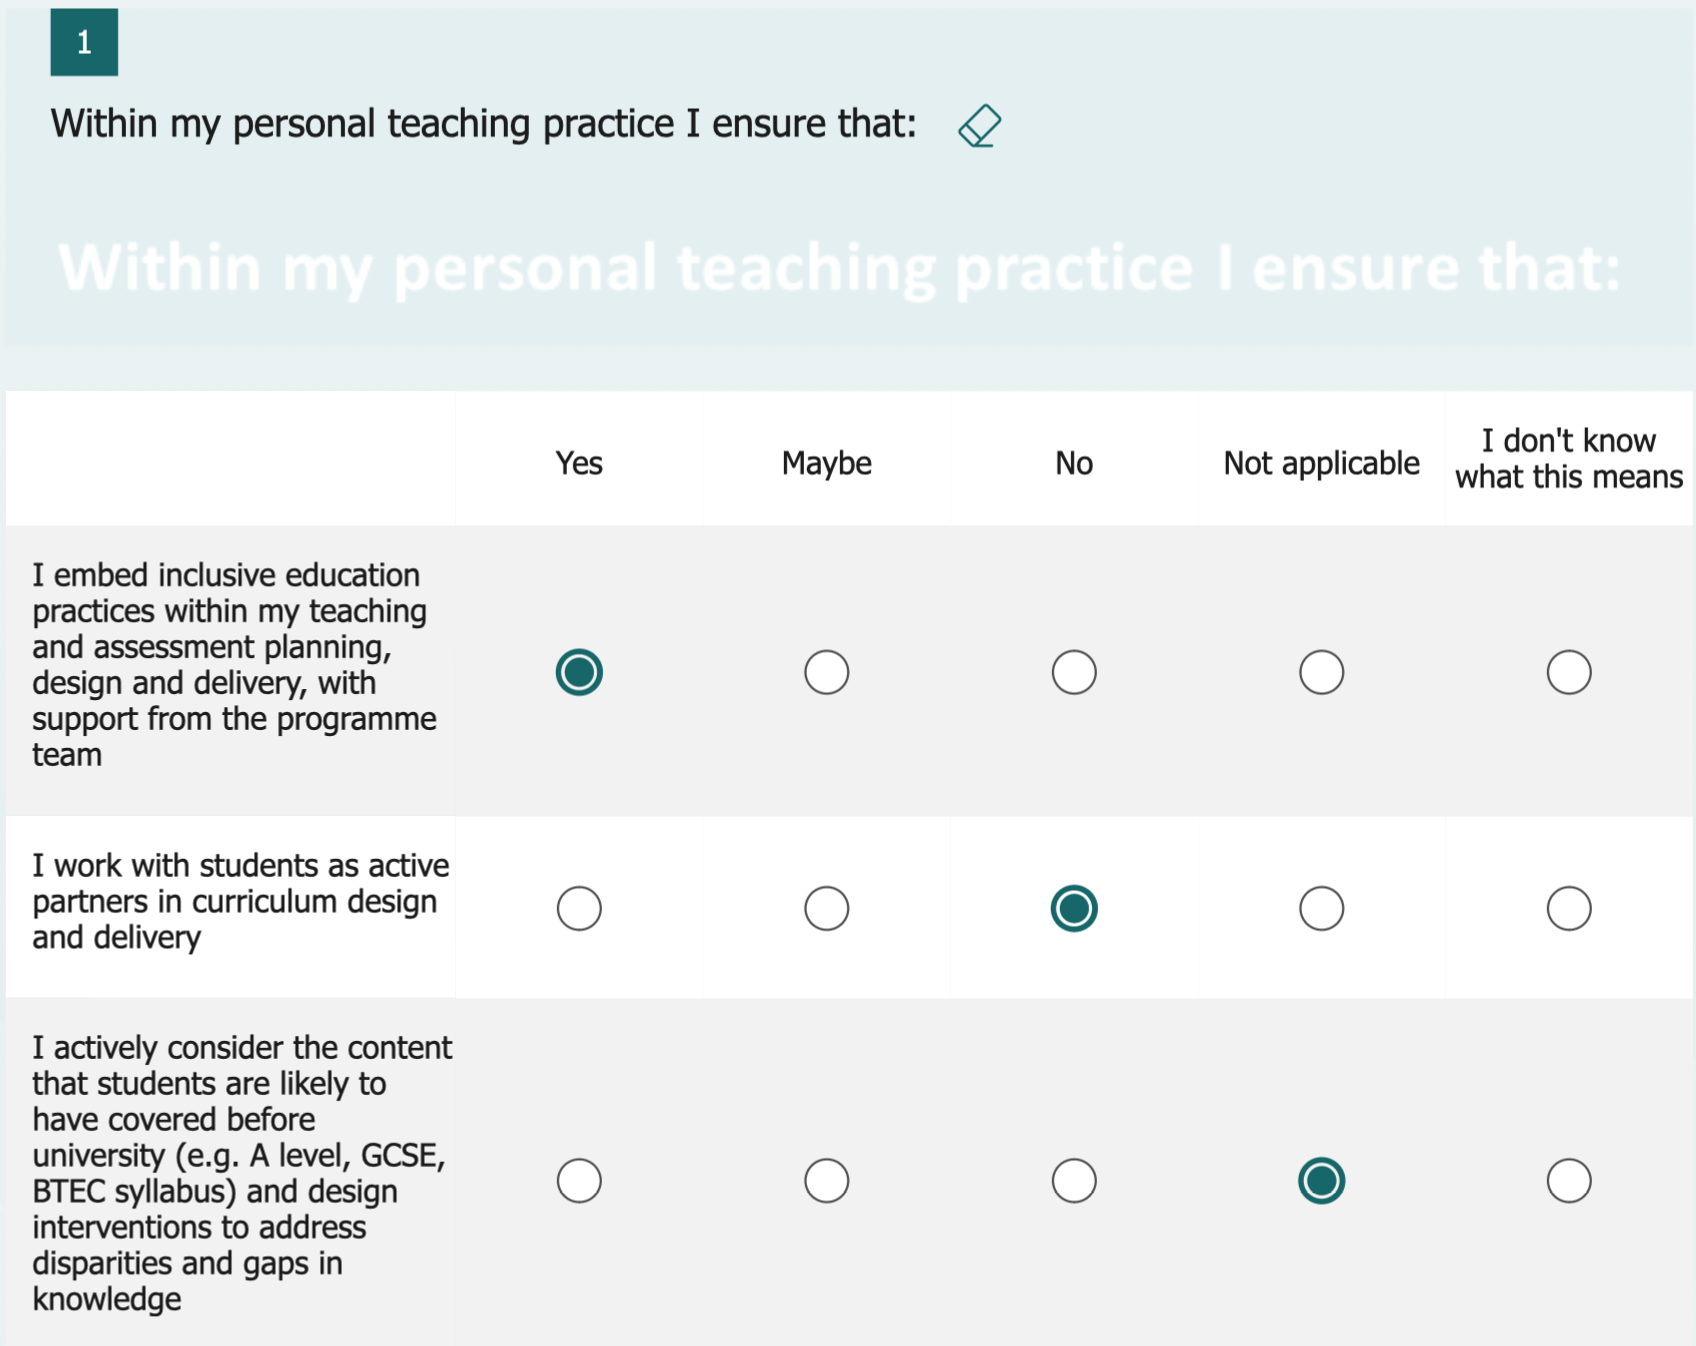 1
Within my personal teaching practice I ensure that:
Within my personal teaching practice I ensure that:
Yes
Maybe
No
Not applicable
I don't know
what this means
I embed inclusive education
practices within my teaching
and assessment planning,
design and delivery, with
support from the programme
team
I work with students as active
partners in curriculum design
and delivery
I actively consider the content
that students are likely to
have covered before
university (e.g. A level, GCSE,
BTEC syllabus) and design
interventions to address
disparities and gaps in
knowledge